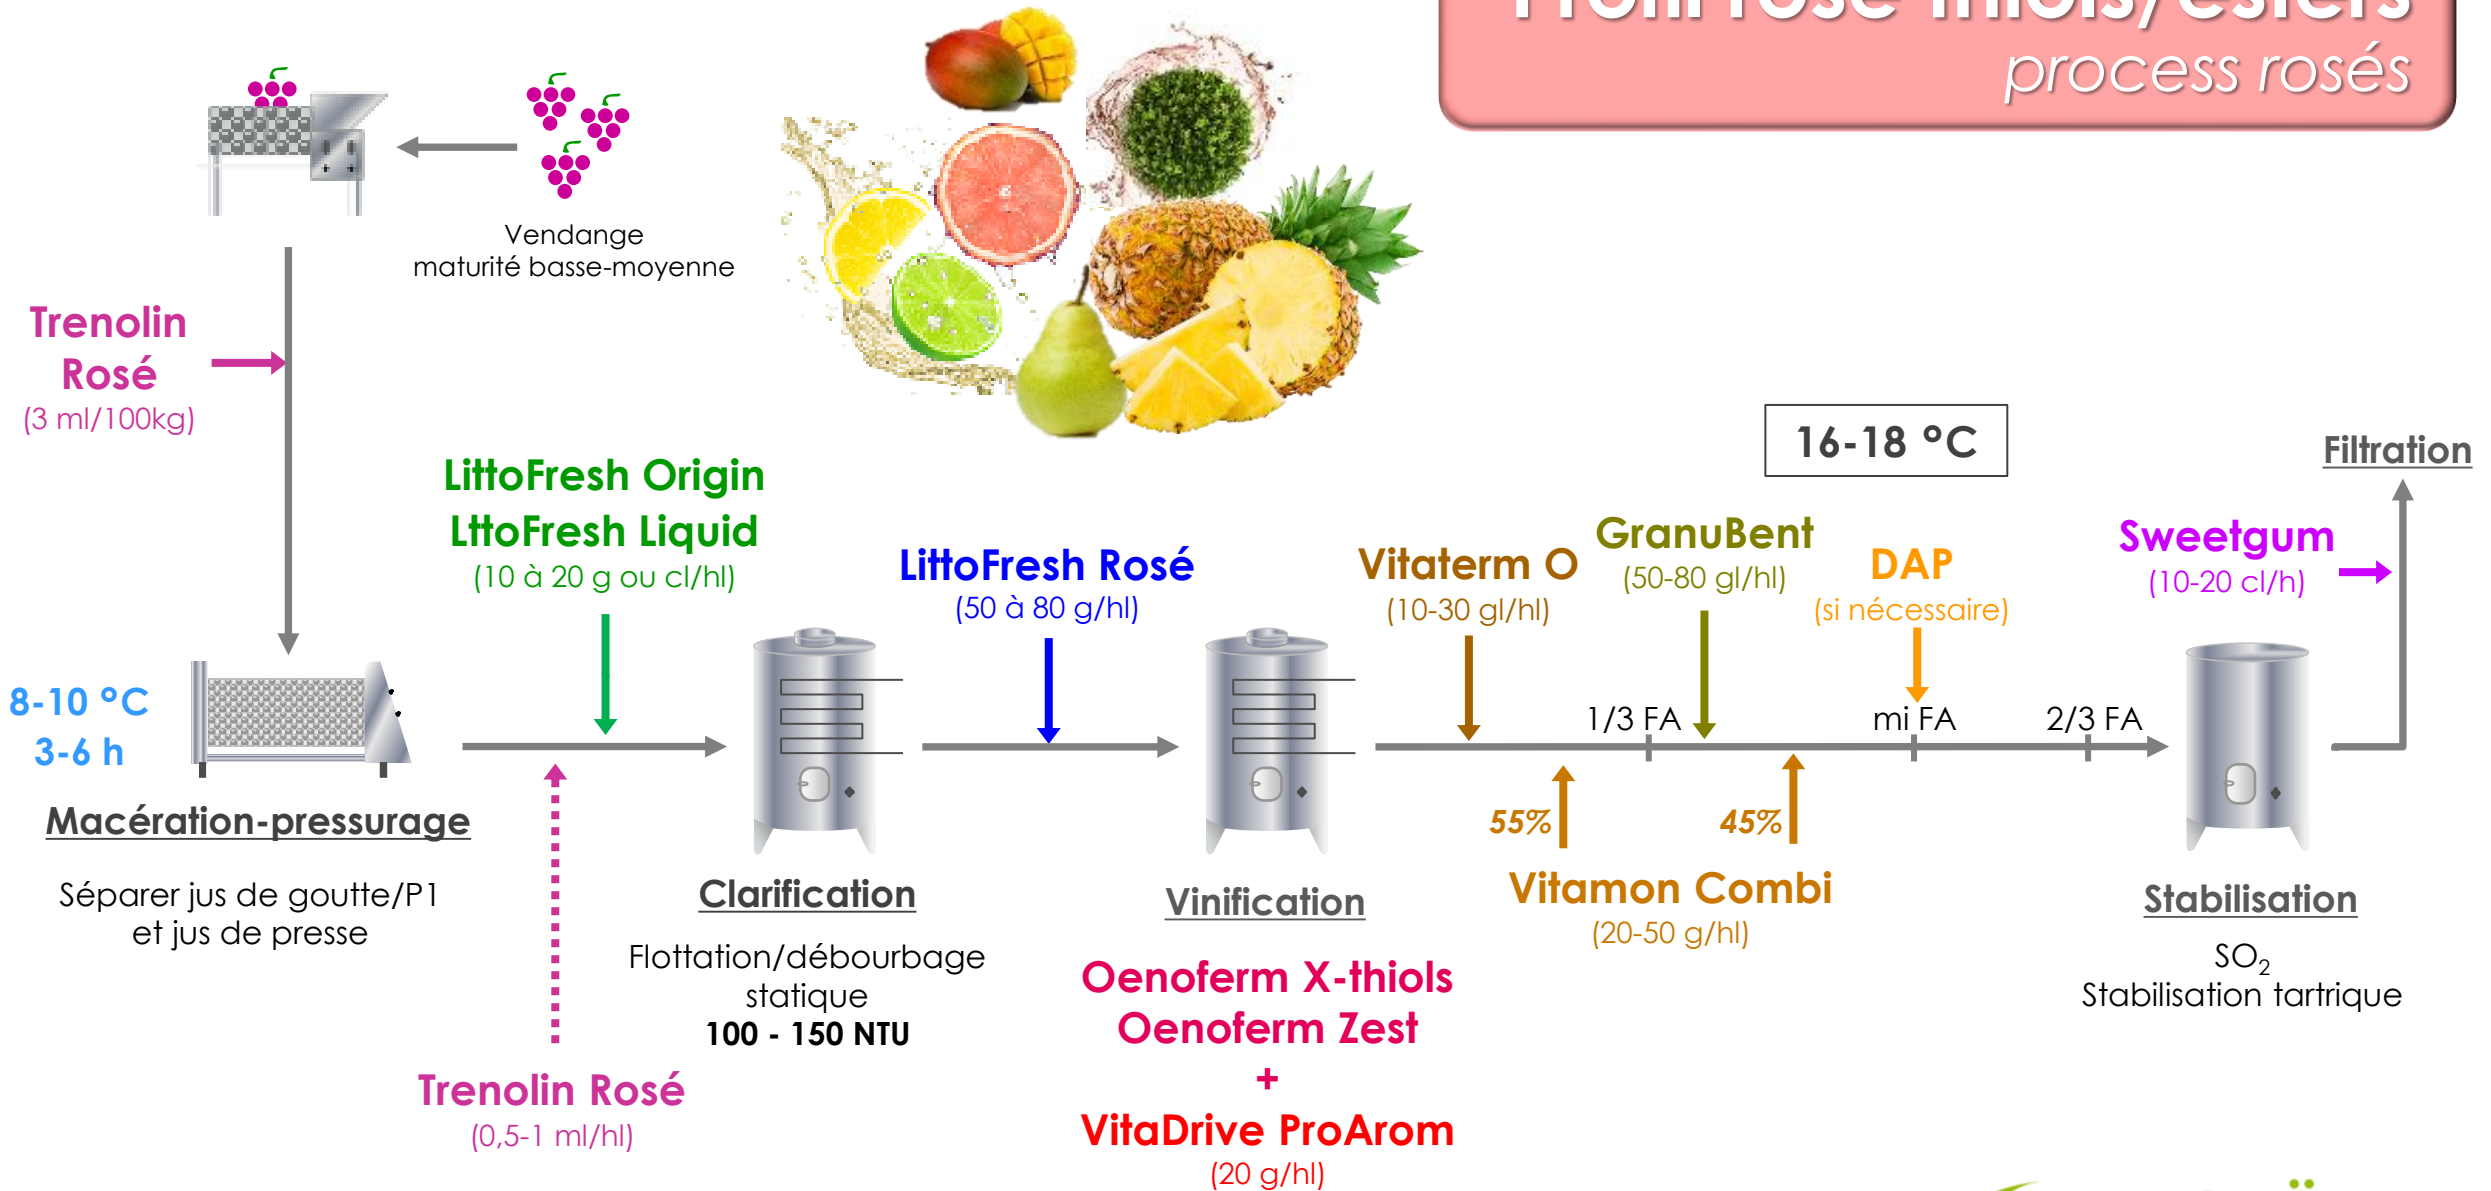 Profil rosé thiols/esters
process rosés
Vendange
maturité basse-moyenne
Trenolin
Rosé
(3 ml/100kg)
8-10 °C
3-6 h
Macération-pressurage
Séparer jus de goutte/P1
et jus de presse
LittoFresh Origin
LttoFresh Liquid
(10 à 20 g ou cl/hl)
Trenolin Rosé
(0,5-1 ml/hl)
Clarification
Flottation/débourbage
statique
100 - 150 NTU
LittoFresh Rosé
(50 à 80 g/hl)
Vinification
Oenoferm X-thiols
Oenoferm Zest
+
VitaDrive ProArom
(20 g/hl)
16-18 °C
Vitaterm O
(10-30 gl/hl)
GranuBent
(50-80 gl/hl)
DAP
(si nécessaire)
1/3 FA
mi FA
2/3 FA
55%
45%
Vitamon Combi
(20-50 g/hl)
Sweetgum
(10-20 cl/h)
Filtration
Stabilisation
SO₂
Stabilisation tartrique